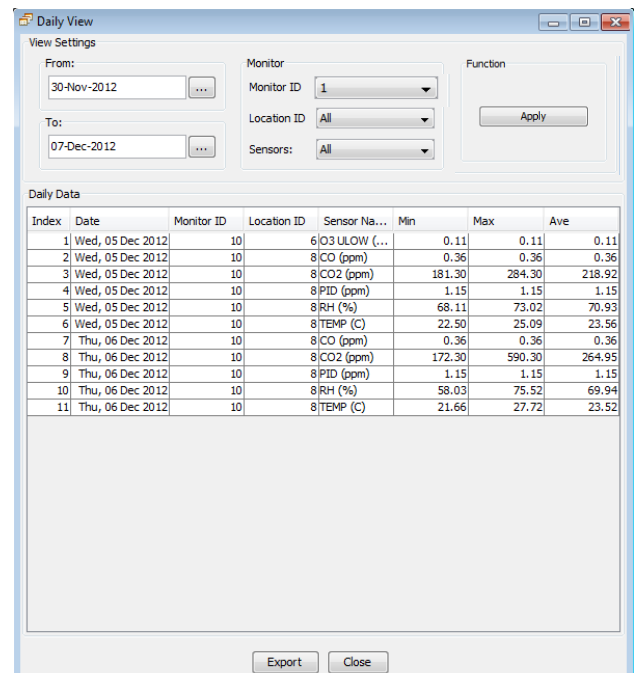 Daily View
View Settings
From: Monitor Function
30-Nov-2012 ... Monitor ID 1
Location ID All Apply
To:
07-Dec-2012 ... Sensors: All
Daily Data
Index Date Monitor ID Location ID Sensor Na... Min Max Ave
1 Wed, 05 Dec 2012 10 6 O3 ULOW (... 0.11 0.11 0.11
2 Wed, 05 Dec 2012 10 8 CO (ppm) 0.36 0.36 0.36
3 Wed, 05 Dec 2012 10 8 CO2 (ppm) 181.30 284.30 218.92
4 Wed, 05 Dec 2012 10 8 PID (ppm) 1.15 1.15 1.15
5 Wed, 05 Dec 2012 10 8 RH (%) 68.11 73.02 70.93
6 Wed, 05 Dec 2012 10 8 TEMP (C) 22.50 25.09 23.56
7 Thu, 06 Dec 2012 10 8 CO (ppm) 0.36 0.36 0.36
8 Thu, 06 Dec 2012 10 8 CO2 (ppm) 172.30 590.30 264.95
9 Thu, 06 Dec 2012 10 8 PID (ppm) 1.15 1.15 1.15
10 Thu, 06 Dec 2012 10 8 RH (%) 58.03 75.52 69.94
11 Thu, 06 Dec 2012 10 8 TEMP (C) 21.66 27.72 23.52
Export Close